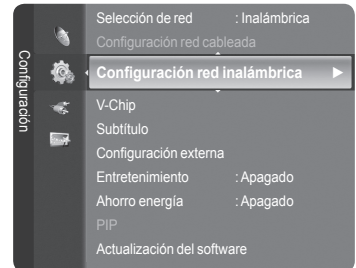 Configuración
Selección de red : Inalámbrica
Configuración red cableada
Configuración red inalámbrica
V-Chip
Subtítulo
Configuración externa
Entretenimiento : Apagado
Ahorro energía : Apagado
PIP
Actualización del software